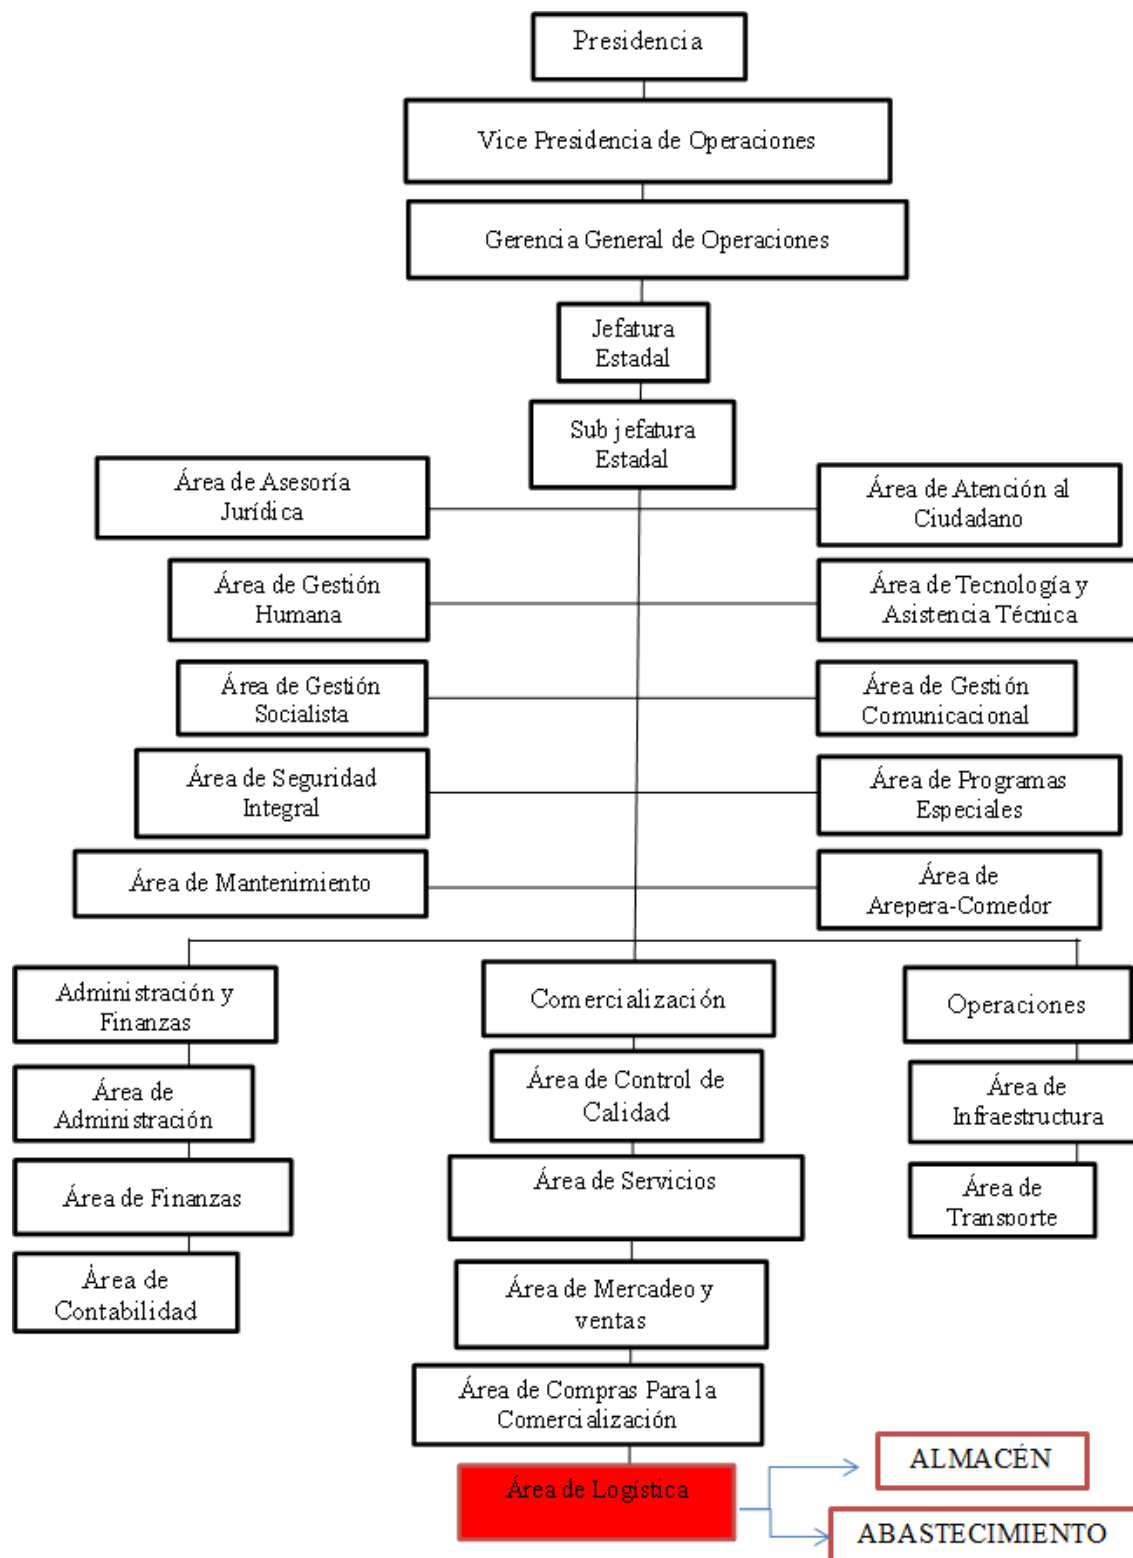 Presidencia
Vice Presidencia de Operaciones
Gerencia General de Operaciones
Jefatura
Estadal
Sub jefatura
Estadal
Área de Asesoría
Jurídica
Área de Atención al
Ciudadano
Área de Gestión
Humana
Área de Tecnología y
Asistencia Técnica
Área de Gestión
Socialista
Área de Gestión
Comunicacional
Área de Seguridad
Integral
Área de Programas
Especiales
Área de Mantenimiento
Área de
Arepera-Comedor
Administración y
Finanzas
Comercialización
Operaciones
Área de
Administración
Área de Control de
Calidad
Área de
Infraestructura
Área de Finanzas
Área de Servicios
Área de
Transporte
Área de
Contabilidad
Área de Mercadeo y
ventas
Área de Compras Para la
Comercialización
Área de Logística
ALMACÉN
ABASTECIMIENTO